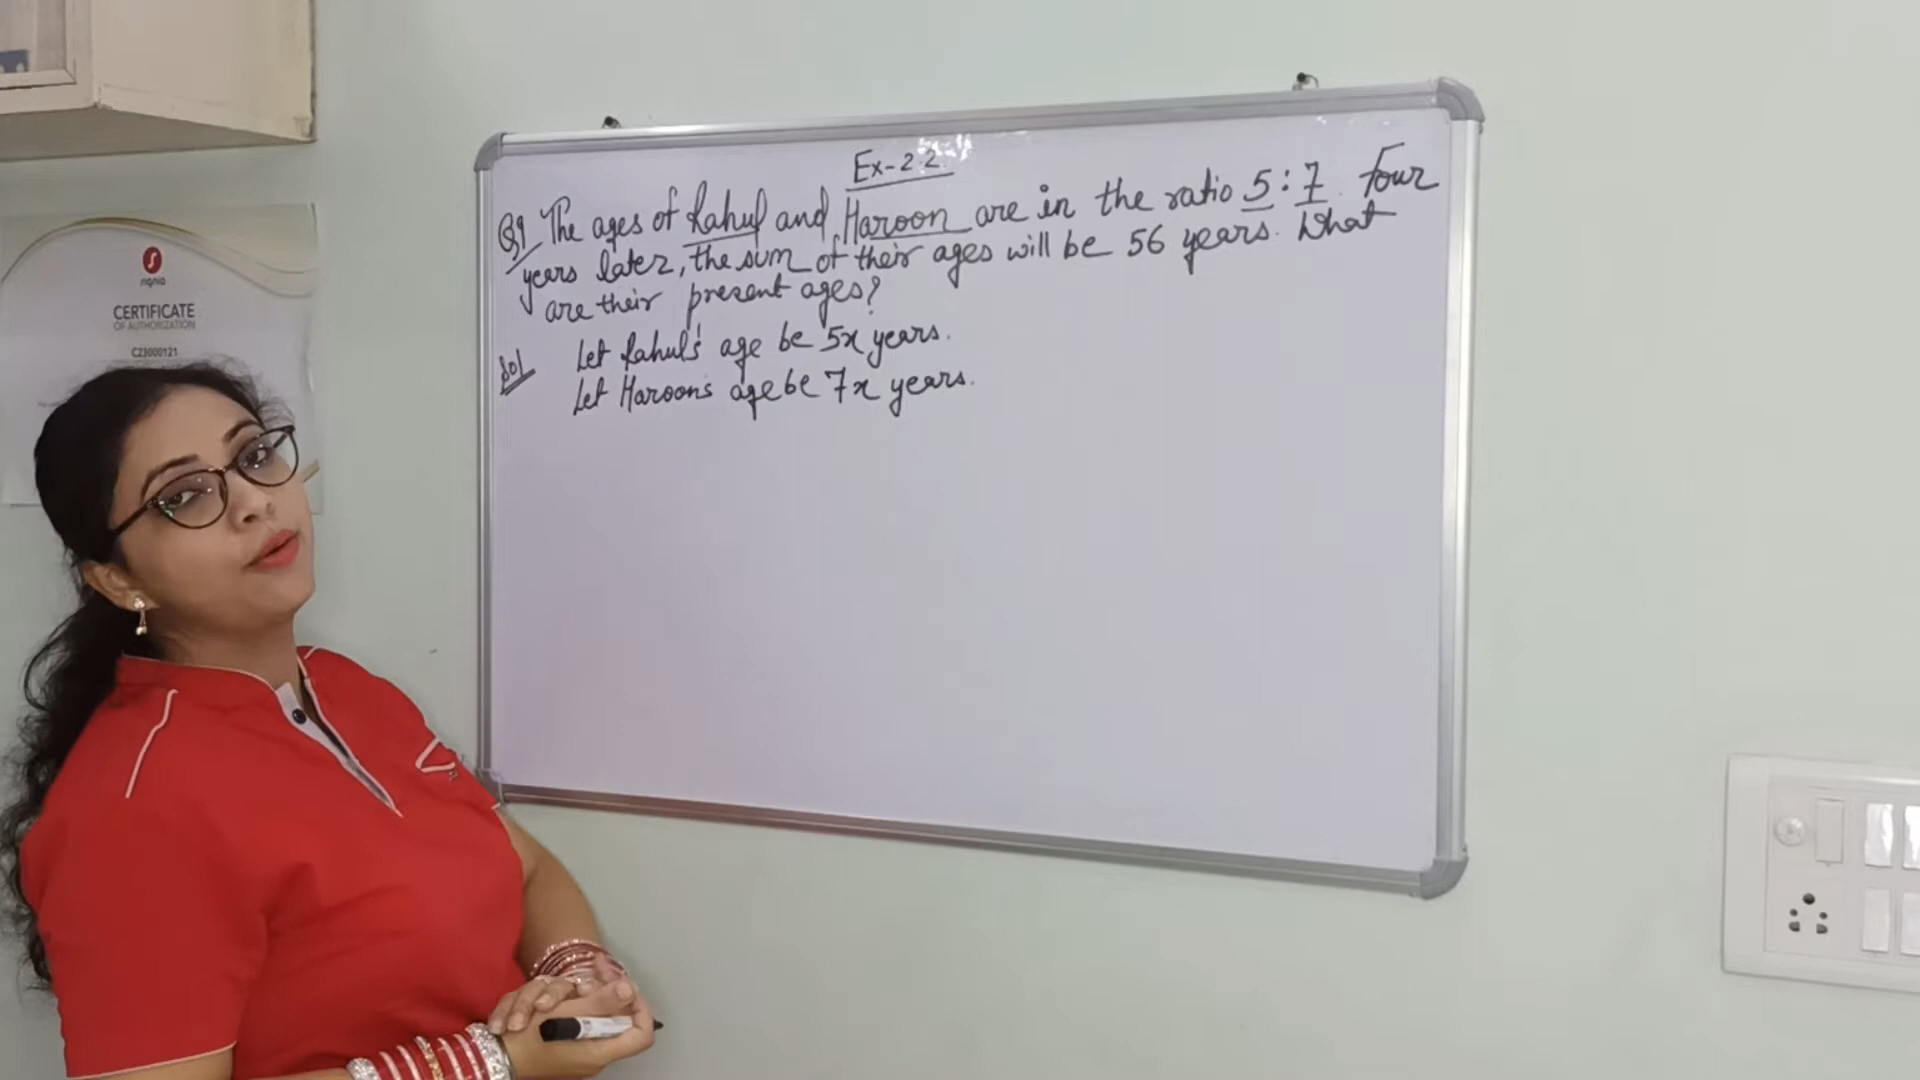 Ex-2.2
Q9 The ages of Rahul and Haroon are in the ratio 5:7. Four
years later, the sum of their ages will be 56 years. What
are their present ages?
Sol Let Rahul's age be 5x years.
Let Haroon's age be 7x years.
signia
CERTIFICATE
OF AUTHORIZATION
C23000121